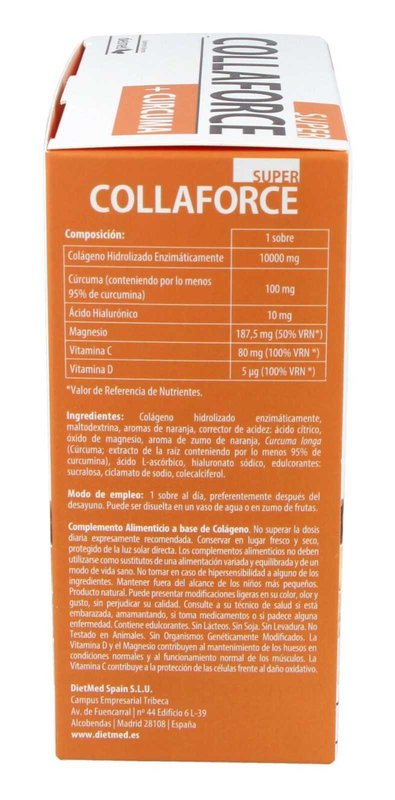 SUPER
COLLAFORCE
+ CÚRCUMA
dietmed
SUPER
COLLAFORCE
Composición: 1 sobre
Colágeno Hidrolizado Enzimáticamente 10000 mg
Cúrcuma (conteniendo por lo menos
95% de curcumina) 100 mg
Ácido Hialurónico 10 mg
Magnesio 187,5 mg (50% VRN*)
Vitamina C 80 mg (100% VRN*)
Vitamina D 5 µg (100% VRN*)
*Valor de Referencia de Nutrientes.
Ingredientes: Colágeno hidrolizado enzimáticamente,
maltodextrina, aromas de naranja, corrector de acidez: ácido cítrico,
óxido de magnesio, aroma de zumo de naranja, Curcuma longa
(Cúrcuma; extracto de la raíz conteniendo por lo menos 95% de
curcumina), ácido L-ascórbico, hialuronato sódico, edulcorantes:
sucralosa, ciclamato de sodio, colecalciferol.
Modo de empleo: 1 sobre al día, preferentemente después del
desayuno. Puede ser disuelta en un vaso de agua o en zumo de frutas.
Complemento Alimenticio a base de Colágeno. No superar la dosis
diaria expresamente recomendada. Conservar en lugar fresco y seco,
protegido de la luz solar directa. Los complementos alimenticios no deben
utilizarse como sustitutos de una alimentación variada y equilibrada y de un
modo de vida sano. No tomar en caso de hipersensibilidad a alguno de los
ingredientes. Mantener fuera del alcance de los niños más pequeños.
Producto natural. Puede presentar modificaciones ligeras en su color, olor y
gusto, sin perjudicar su calidad. Consulte a su técnico de salud si está
embarazada, amamantando, si toma medicamentos o si padece alguna
enfermedad. Contiene edulcorantes. Sin Lácteos. Sin Soja. Sin Levadura. No
Testado en Animales. Sin Organismos Genéticamente Modificados. La
Vitamina D y el Magnesio contribuyen al mantenimiento de los huesos en
condiciones normales y al funcionamiento normal de los músculos. La
Vitamina C contribuye a la protección de las células frente al daño oxidativo.
DietMed Spain S.L.U.
Campus Empresarial Tribeca
Av. de Fuencarral | nº 44 Edificio 6 L-39
Alcobendas | Madrid 28108 | España
www.dietmed.es